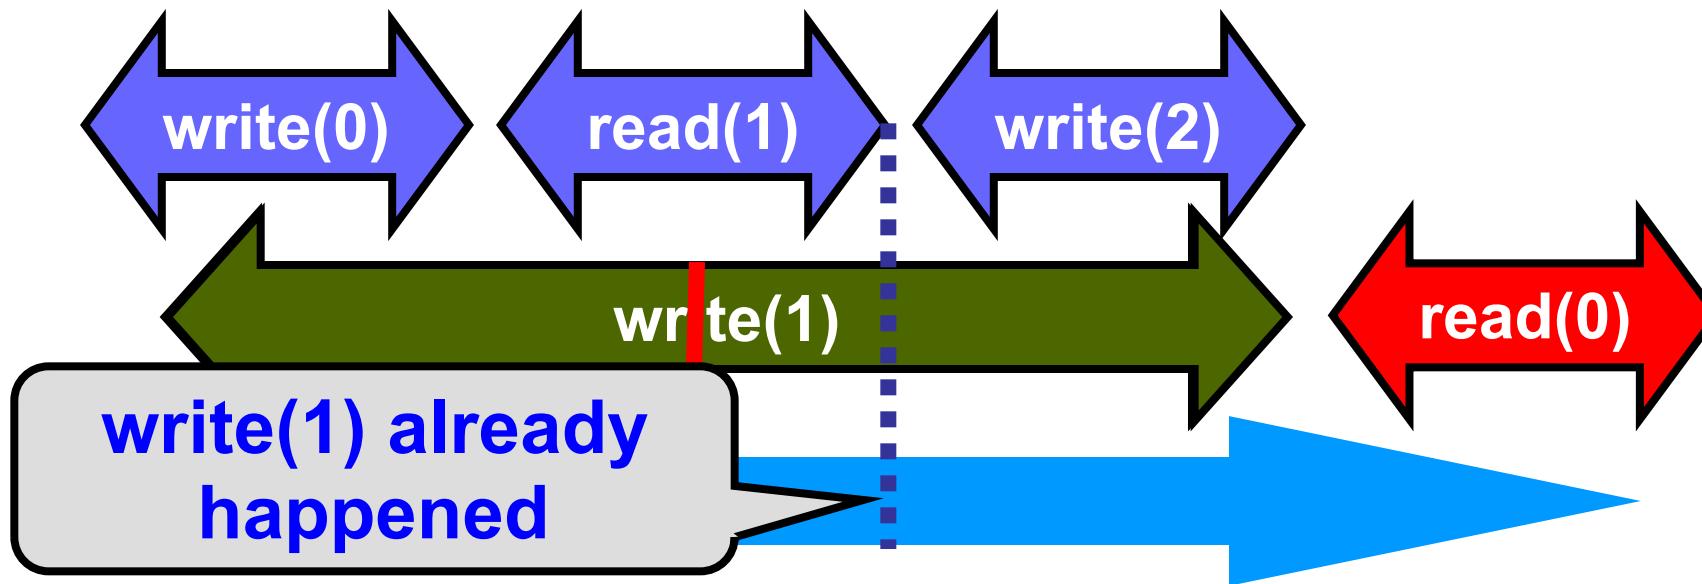 write(0) read(1) write(2)
write(1) read(0)
write(1) already
happened